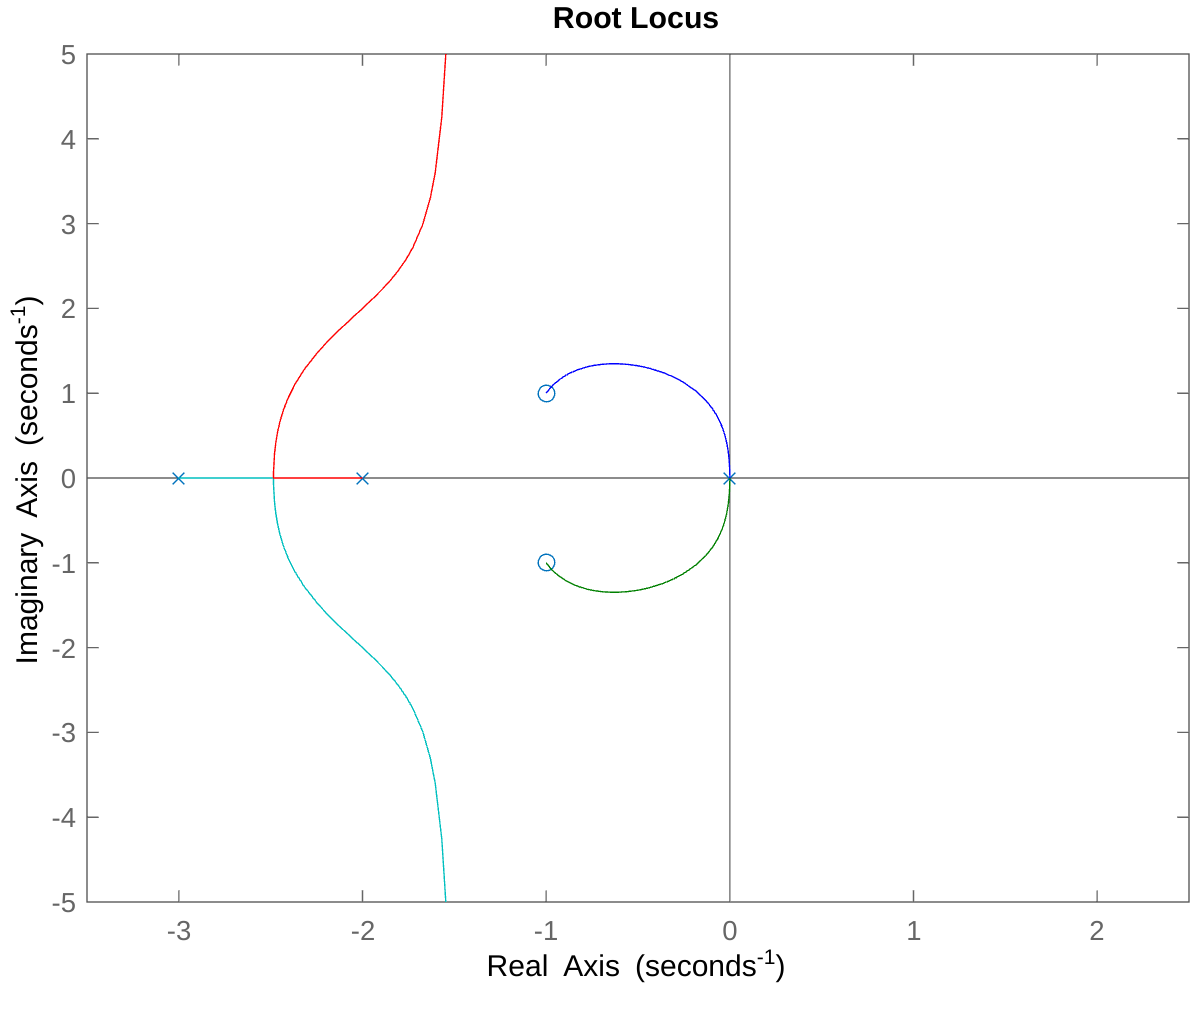 Root Locus
5
4
3
2
1
0
-1
-2
-3
-4
-5
Imaginary Axis (seconds⁻¹)
-3 -2 -1 0 1 2
Real Axis (seconds⁻¹)